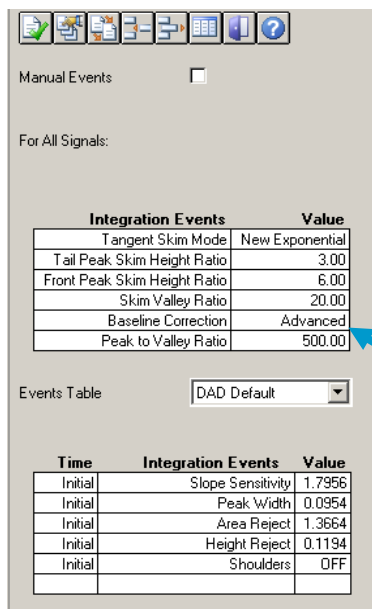 Manual Events
For All Signals:
Integration Events Value
Tangent Skim Mode New Exponential
Tail Peak Skim Height Ratio 3.00
Front Peak Skim Height Ratio 6.00
Skim Valley Ratio 20.00
Baseline Correction Advanced
Peak to Valley Ratio 500.00
Events Table DAD Default
Time Integration Events Value
Initial Slope Sensitivity 1.7956
Initial Peak Width 0.0954
Initial Area Reject 1.3664
Initial Height Reject 0.1194
Initial Shoulders OFF